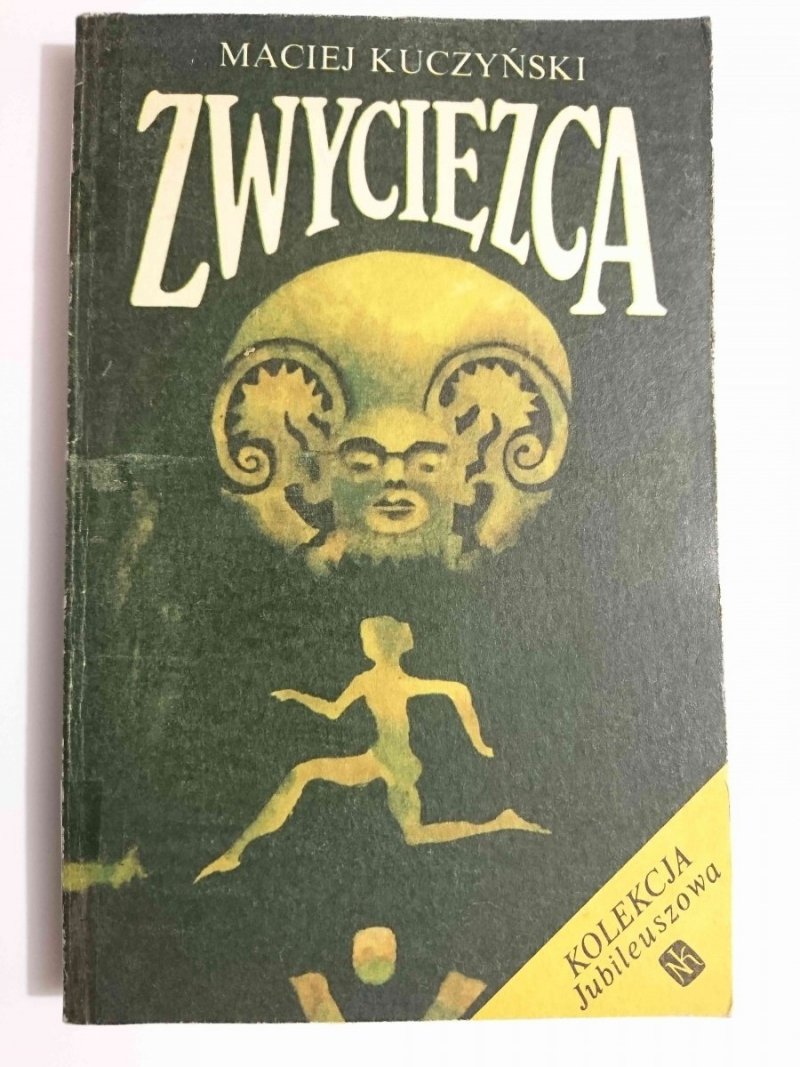 MACIEJ KUCZYŃSKI
ZWYCIĘZCA
KOLEKCJA
Jubileuszowa
NK